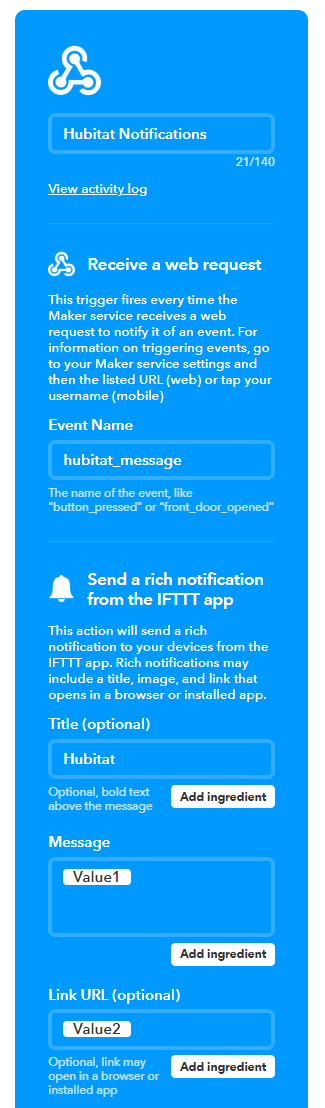 Hubitat Notifications
21/140
View activity log
Receive a web request
This trigger fires every time the
Maker service receives a web
request to notify it of an event. For
information on triggering events, go
to your Maker service settings and
then the listed URL (web) or tap your
username (mobile)
Event Name
hubitat_message
The name of the event, like
"button_pressed" or "front_door_opened"
Send a rich notification
from the IFTTT app
This action will send a rich
notification to your devices from the
IFTTT app. Rich notifications may
include a title, image, and link that
opens in a browser or installed app.
Title (optional)
Hubitat
Optional, bold text
above the message
Add ingredient
Message
Value1
Add ingredient
Link URL (optional)
Value2
Optional, link may
open in a browser or
installed app
Add ingredient